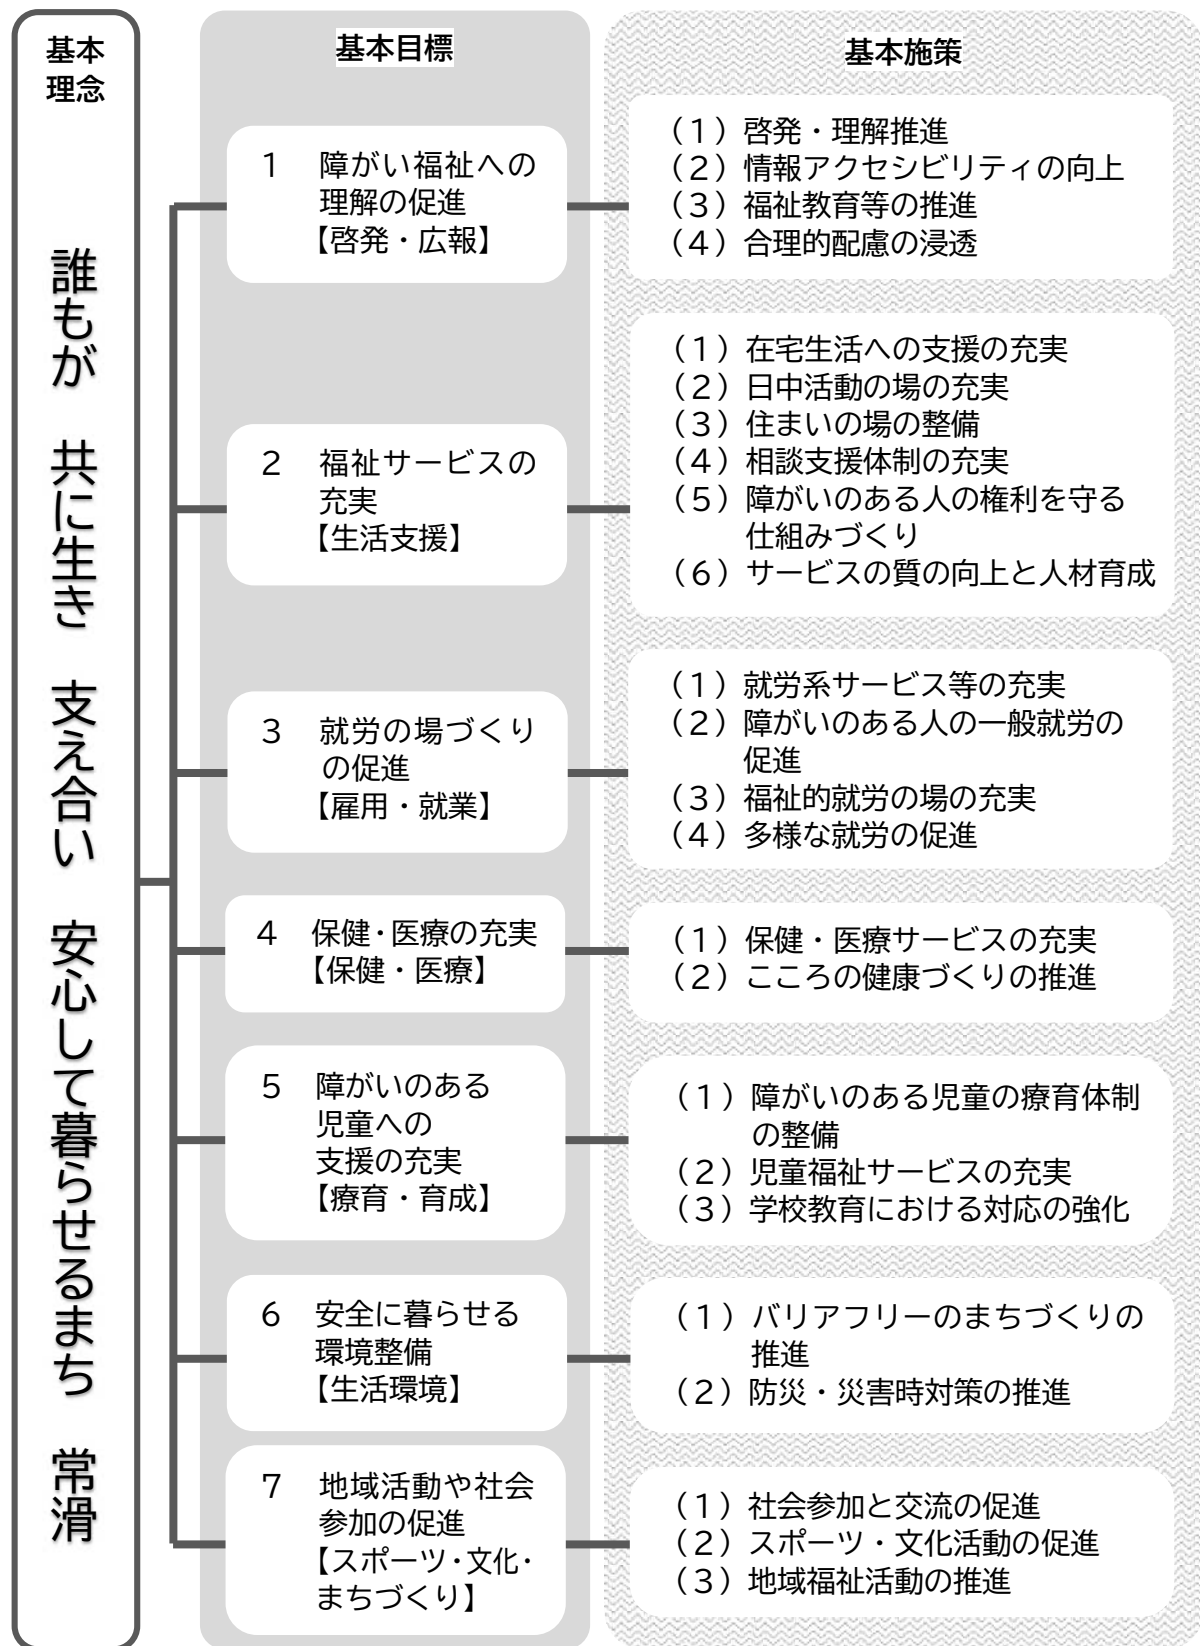 基本
理念
誰もが　共に生き　支え合い　安心して暮らせるまち　常滑
基本目標
基本施策
1　障がい福祉への
理解の促進
【啓発・広報】
（1）啓発・理解推進
（2）情報アクセシビリティの向上
（3）福祉教育等の推進
（4）合理的配慮の浸透
2　福祉サービスの
充実
【生活支援】
（1）在宅生活への支援の充実
（2）日中活動の場の充実
（3）住まいの場の整備
（4）相談支援体制の充実
（5）障がいのある人の権利を守る
仕組みづくり
（6）サービスの質の向上と人材育成
3　就労の場づくり
の促進
【雇用・就業】
（1）就労系サービス等の充実
（2）障がいのある人の一般就労の
促進
（3）福祉的就労の場の充実
（4）多様な就労の促進
4　保健・医療の充実
【保健・医療】
（1）保健・医療サービスの充実
（2）こころの健康づくりの推進
5　障がいのある
児童への
支援の充実
【療育・育成】
（1）障がいのある児童の療育体制
の整備
（2）児童福祉サービスの充実
（3）学校教育における対応の強化
6　安全に暮らせる
環境整備
【生活環境】
（1）バリアフリーのまちづくりの
推進
（2）防災・災害時対策の推進
7　地域活動や社会
参加の促進
【スポーツ・文化・
まちづくり】
（1）社会参加と交流の促進
（2）スポーツ・文化活動の促進
（3）地域福祉活動の推進